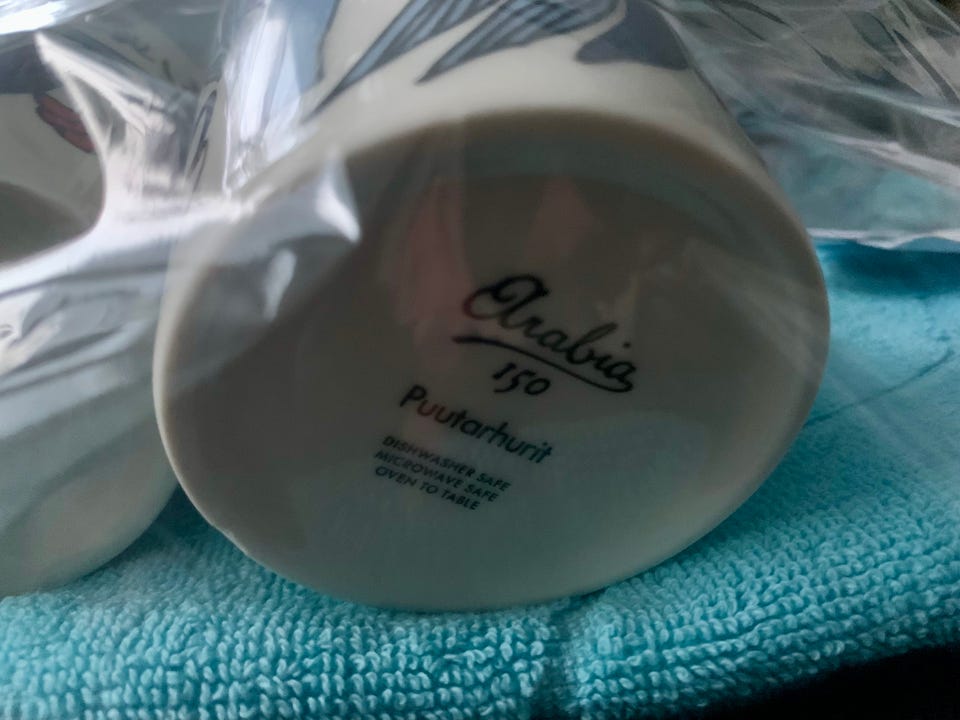 Arabia
150
Puutarhurit
DISHWASHER SAFE
MICROWAVE SAFE
OVEN TO TABLE